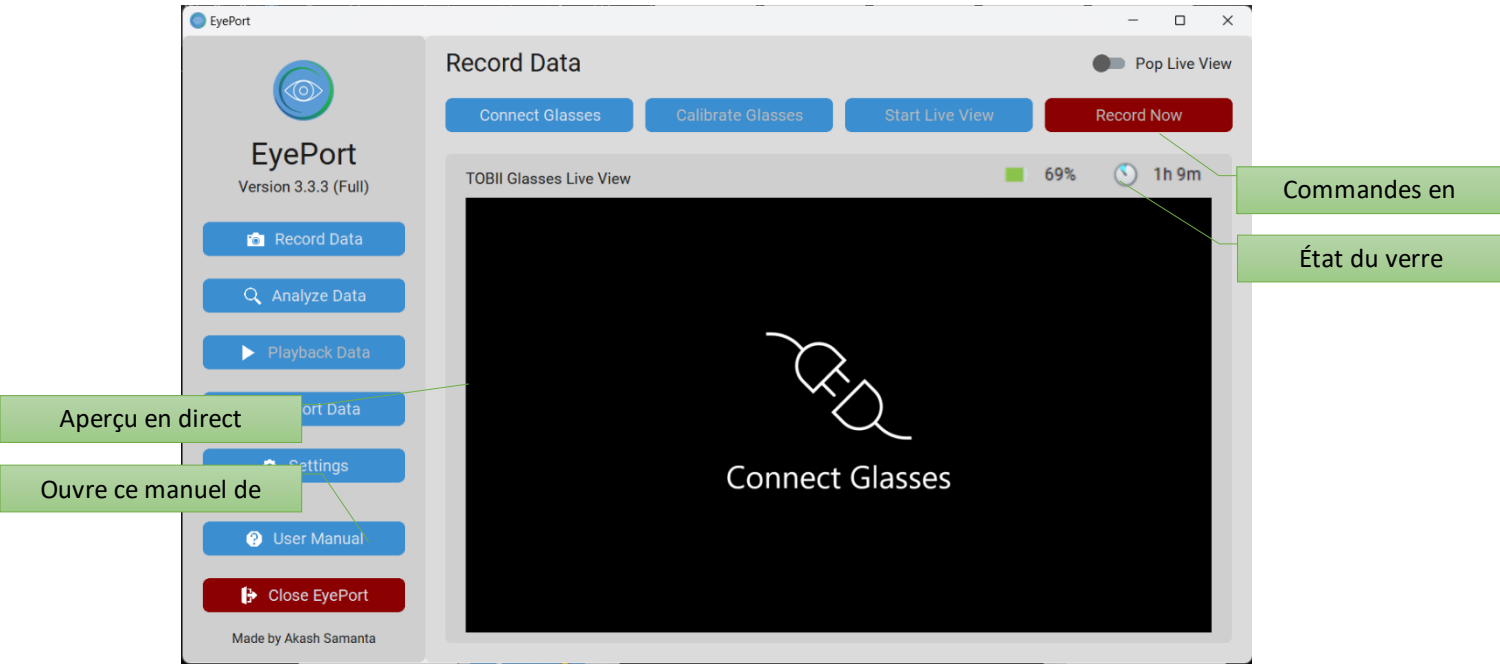 EyePort
Record Data
Pop Live View
Connect Glasses
Calibrate Glasses
Start Live View
Record Now
EyePort
Version 3.3.3 (Full)
TOBII Glasses Live View
69%
1h 9m
Commandes en
État du verre
Record Data
Analyze Data
Playback Data
ort Data
Aperçu en direct
Settings
Ouvre ce manuel de
Connect Glasses
User Manual
Close EyePort
Made by Akash Samanta